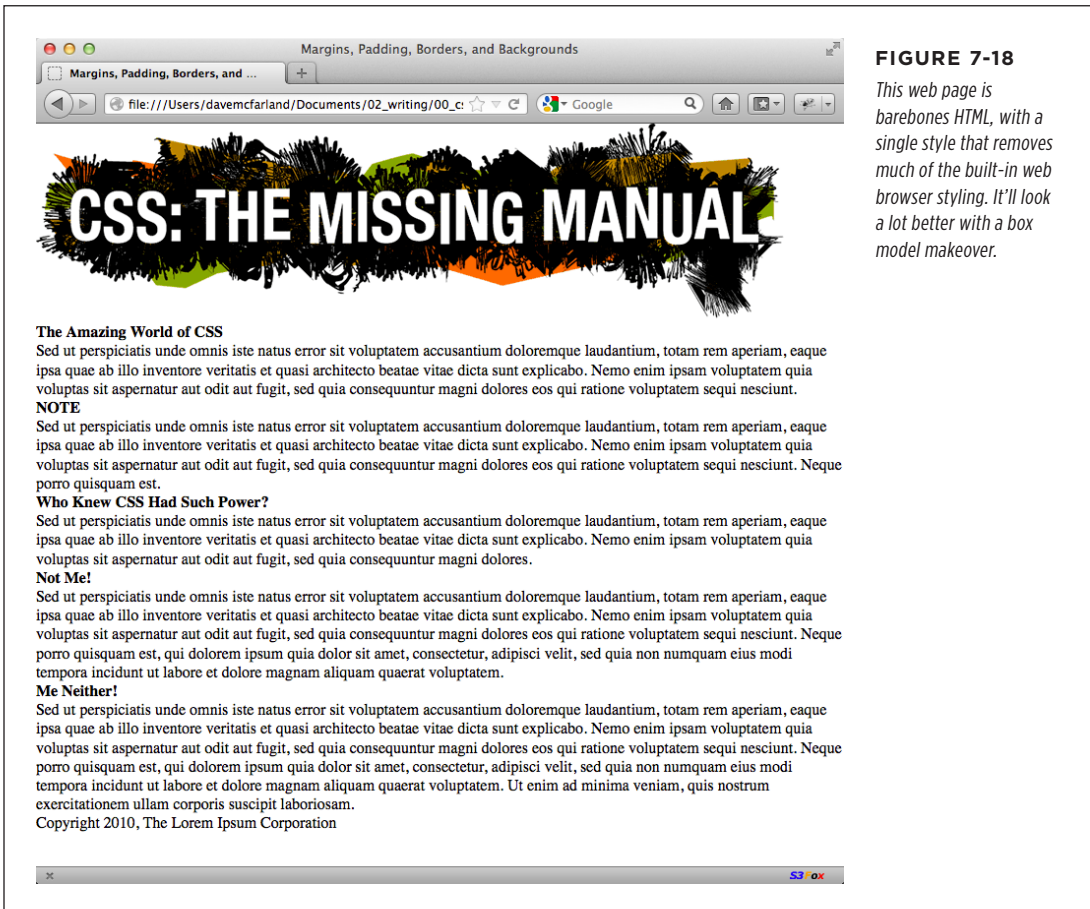 Margins, Padding, Borders, and Backgrounds
Margins, Padding, Borders, and ...
file:///Users/davemcfarland/Documents/02_writing/00_c
Google
CSS: THE MISSING MANUAL
The Amazing World of CSS
Sed ut perspiciatis unde omnis iste natus error sit voluptatem accusantium doloremque laudantium, totam rem aperiam, eaque
ipsa quae ab illo inventore veritatis et quasi architecto beatae vitae dicta sunt explicabo. Nemo enim ipsam voluptatem quia
voluptas sit aspernatur aut odit aut fugit, sed quia consequuntur magni dolores eos qui ratione voluptatem sequi nesciunt.
NOTE
Sed ut perspiciatis unde omnis iste natus error sit voluptatem accusantium doloremque laudantium, totam rem aperiam, eaque
ipsa quae ab illo inventore veritatis et quasi architecto beatae vitae dicta sunt explicabo. Nemo enim ipsam voluptatem quia
voluptas sit aspernatur aut odit aut fugit, sed quia consequuntur magni dolores eos qui ratione voluptatem sequi nesciunt. Neque
porro quisquam est.
Who Knew CSS Had Such Power?
Sed ut perspiciatis unde omnis iste natus error sit voluptatem accusantium doloremque laudantium, totam rem aperiam, eaque
ipsa quae ab illo inventore veritatis et quasi architecto beatae vitae dicta sunt explicabo. Nemo enim ipsam voluptatem quia
voluptas sit aspernatur aut odit aut fugit, sed quia consequuntur magni dolores.
Not Me!
Sed ut perspiciatis unde omnis iste natus error sit voluptatem accusantium doloremque laudantium, totam rem aperiam, eaque
ipsa quae ab illo inventore veritatis et quasi architecto beatae vitae dicta sunt explicabo. Nemo enim ipsam voluptatem quia
voluptas sit aspernatur aut odit aut fugit, sed quia consequuntur magni dolores eos qui ratione voluptatem sequi nesciunt. Neque
porro quisquam est, qui dolorem ipsum quia dolor sit amet, consectetur, adipisci velit, sed quia non numquam eius modi
tempora incidunt ut labore et dolore magnam aliquam quaerat voluptatem.
Me Neither!
Sed ut perspiciatis unde omnis iste natus error sit voluptatem accusantium doloremque laudantium, totam rem aperiam, eaque
ipsa quae ab illo inventore veritatis et quasi architecto beatae vitae dicta sunt explicabo. Nemo enim ipsam voluptatem quia
voluptas sit aspernatur aut odit aut fugit, sed quia consequuntur magni dolores eos qui ratione voluptatem sequi nesciunt. Neque
porro quisquam est, qui dolorem ipsum quia dolor sit amet, consectetur, adipisci velit, sed quia non numquam eius modi
tempora incidunt ut labore et dolore magnam aliquam quaerat voluptatem. Ut enim ad minima veniam, quis nostrum
exercitationem ullam corporis suscipit laboriosam.
Copyright 2010, The Lorem Ipsum Corporation
S3Fox
FIGURE 7-18
This web page is
barebones HTML, with a
single style that removes
much of the built-in web
browser styling. It’ll look
a lot better with a box
model makeover.